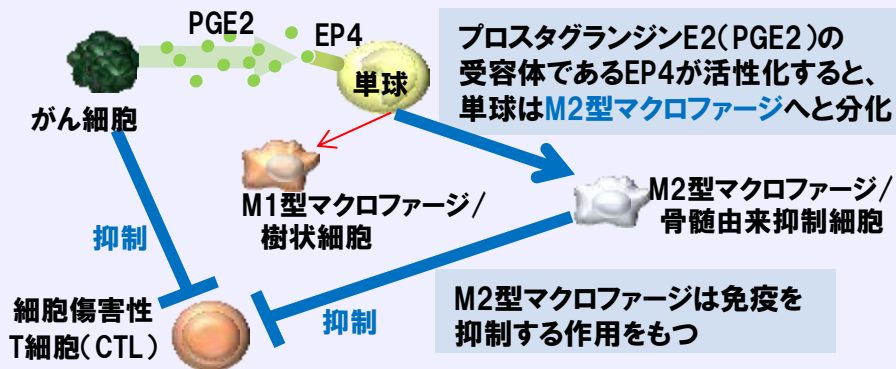 PGE2
EP4
単球
がん細胞
プロスタグランジンE2(PGE2)の
受容体であるEP4が活性化すると、
単球はM2型マクロファージへと分化
M1型マクロファージ/
樹状細胞
M2型マクロファージ/
骨髄由来抑制細胞
抑制
抑制
細胞傷害性
T細胞(CTL)
M2型マクロファージは免疫を
抑制する作用をもつ